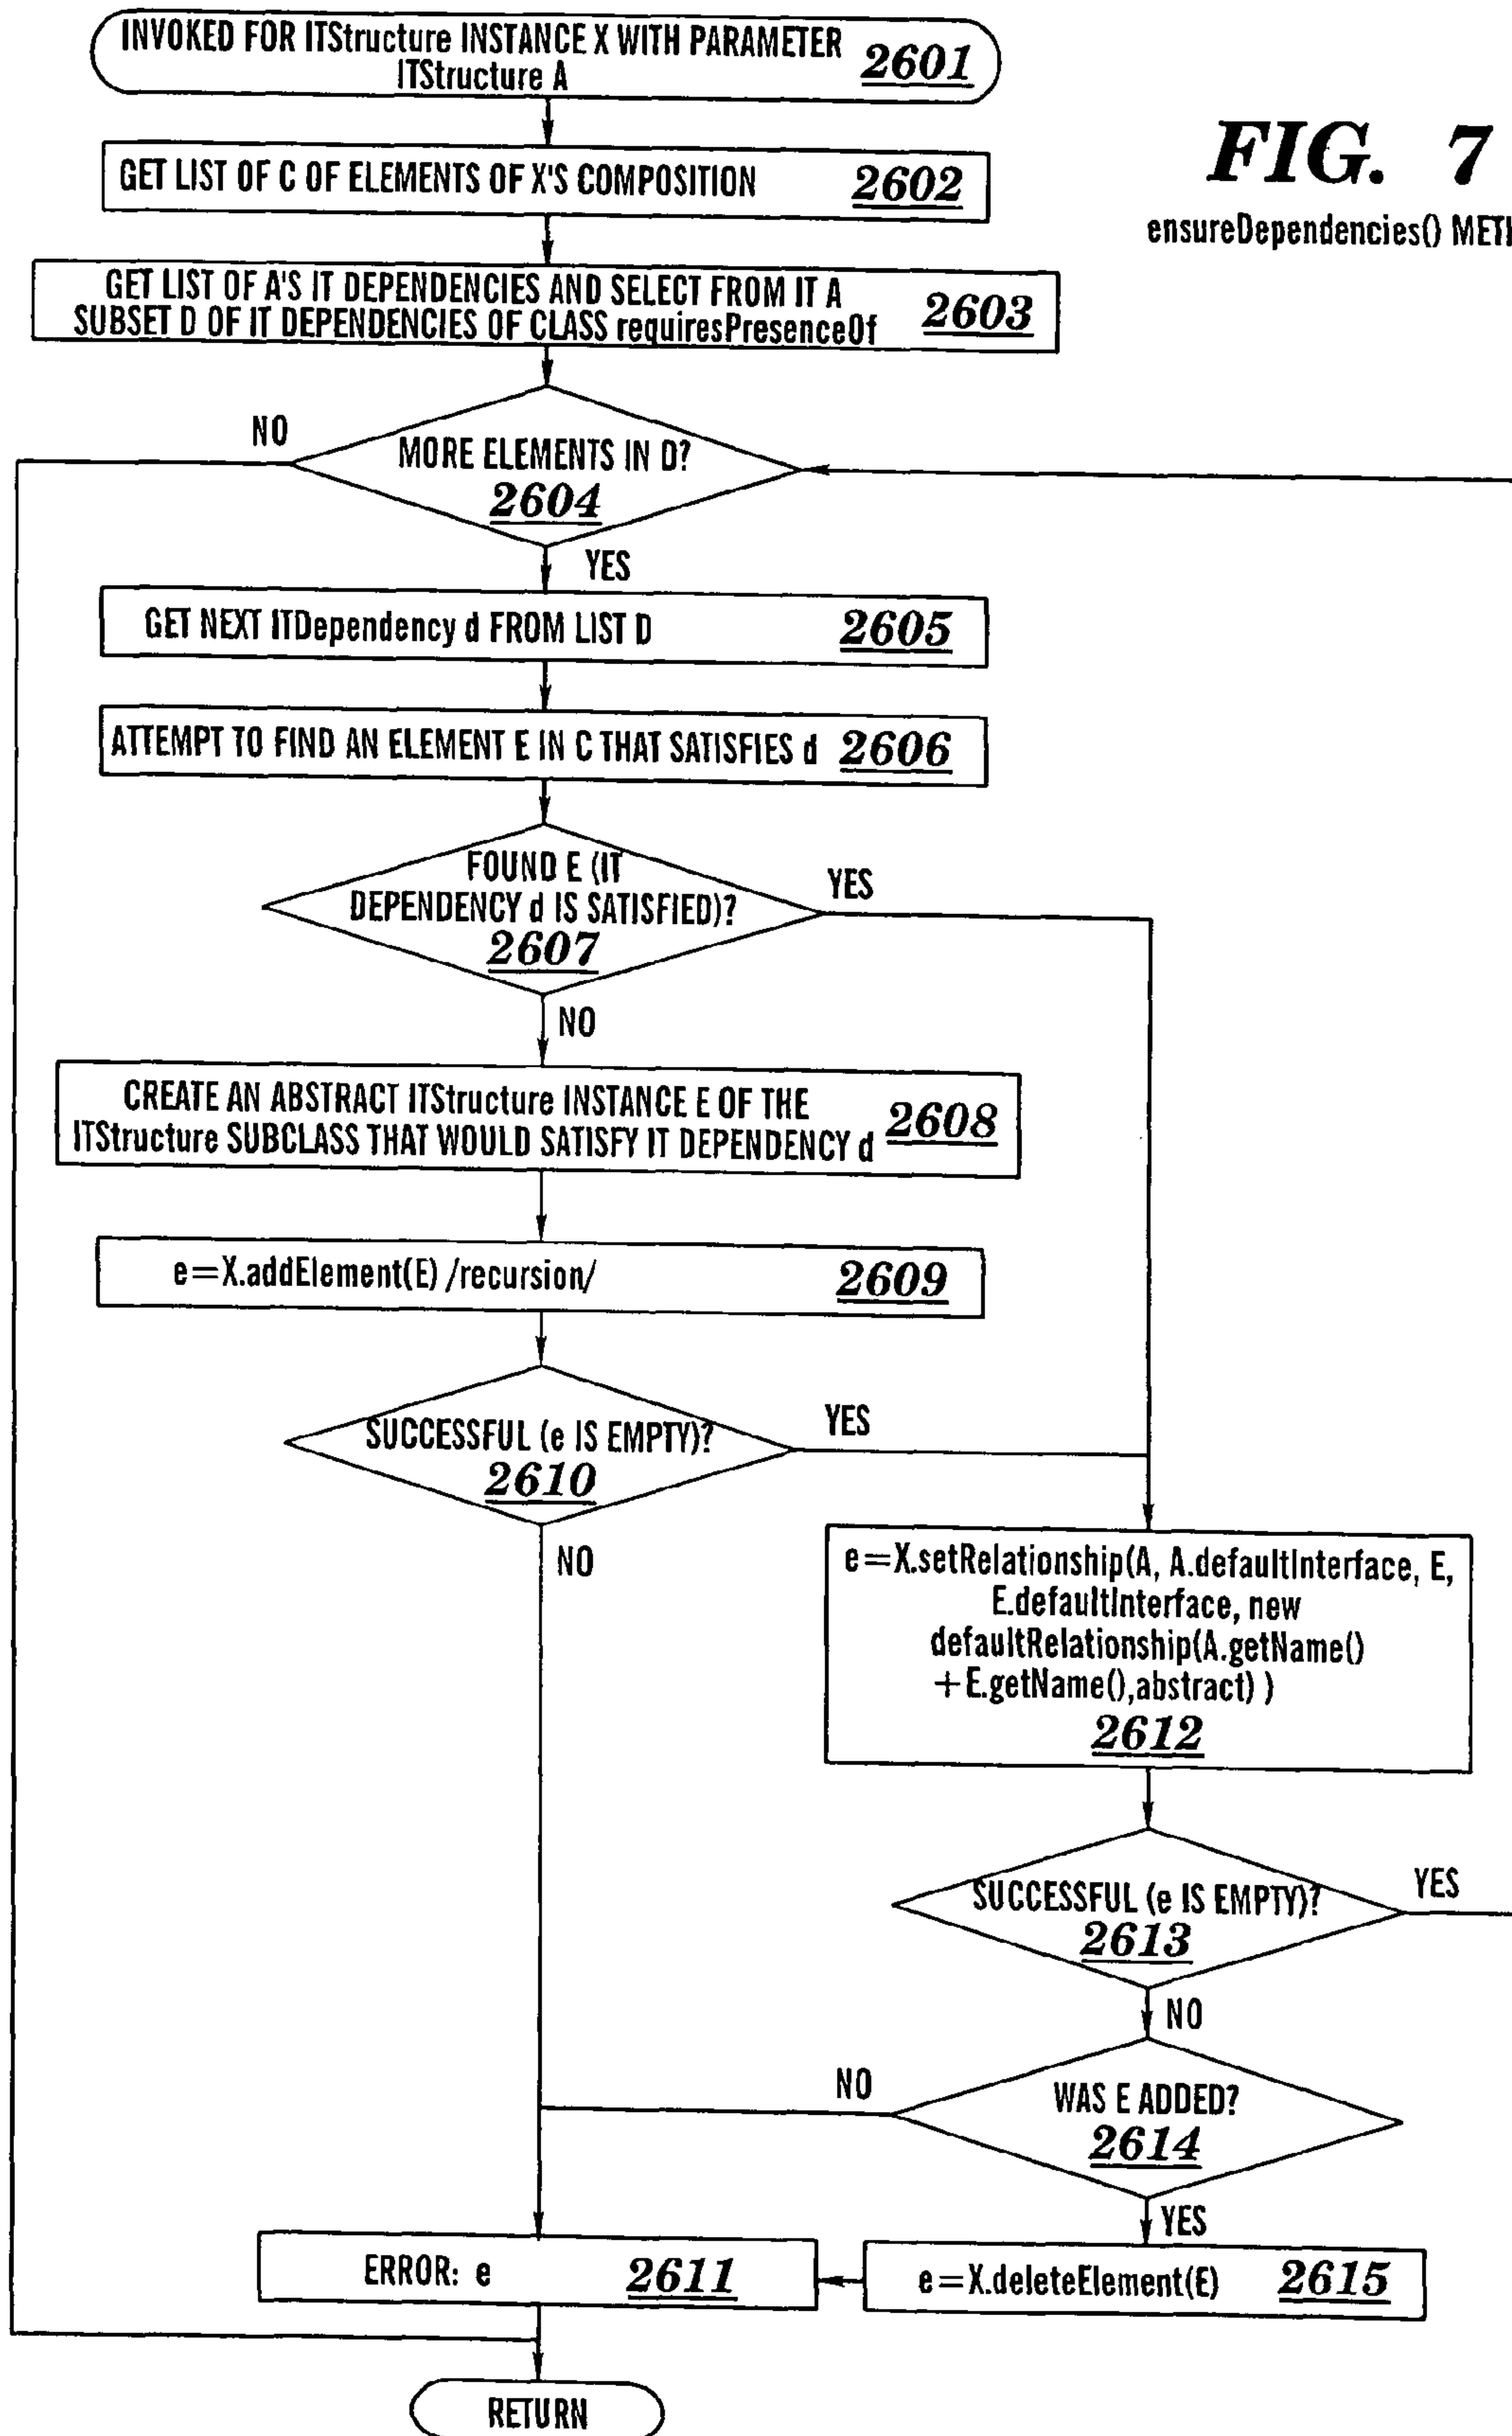 INVOKED FOR ITStructure INSTANCE X WITH PARAMETER
ITStructure A
2601
FIG. 7
ensureDependencies()
GET LIST OF C OF ELEMENTS OF X'S COMPOSITION 2602
GET LIST OF A'S IT DEPENDENCIES AND SELECT FROM IT A
SUBSET D OF IT DEPENDENCIES OF CLASS requiresPresenceOf
2603
NO
MORE ELEMENTS IN D?
2604
YES
GET NEXT ITDependency d FROM LIST D 2605
ATTEMPT TO FIND AN ELEMENT E IN C THAT SATISFIES d 2606
FOUND E (IT
DEPENDENCY d IS SATISFIED)?
2607
YES
NO
CREATE AN ABSTRACT ITStructure INSTANCE E OF THE
ITStructure SUBCLASS THAT WOULD SATISFY IT DEPENDENCY d
2608
e=X.addElement(E) /recursion/ 2609
SUCCESSFUL (e IS EMPTY)?
2610
YES
NO
e=X.setRelationship(A, A.defaultInterface, E,
E.defaultInterface, new
defaultRelationship(A.getName()
+E.getName(),abstract) )
2612
SUCCESSFUL (e IS EMPTY)?
2613
YES
NO
WAS E ADDED?
2614
NO
YES
ERROR: e 2611
e=X.deleteElement(E) 2615
RETURN